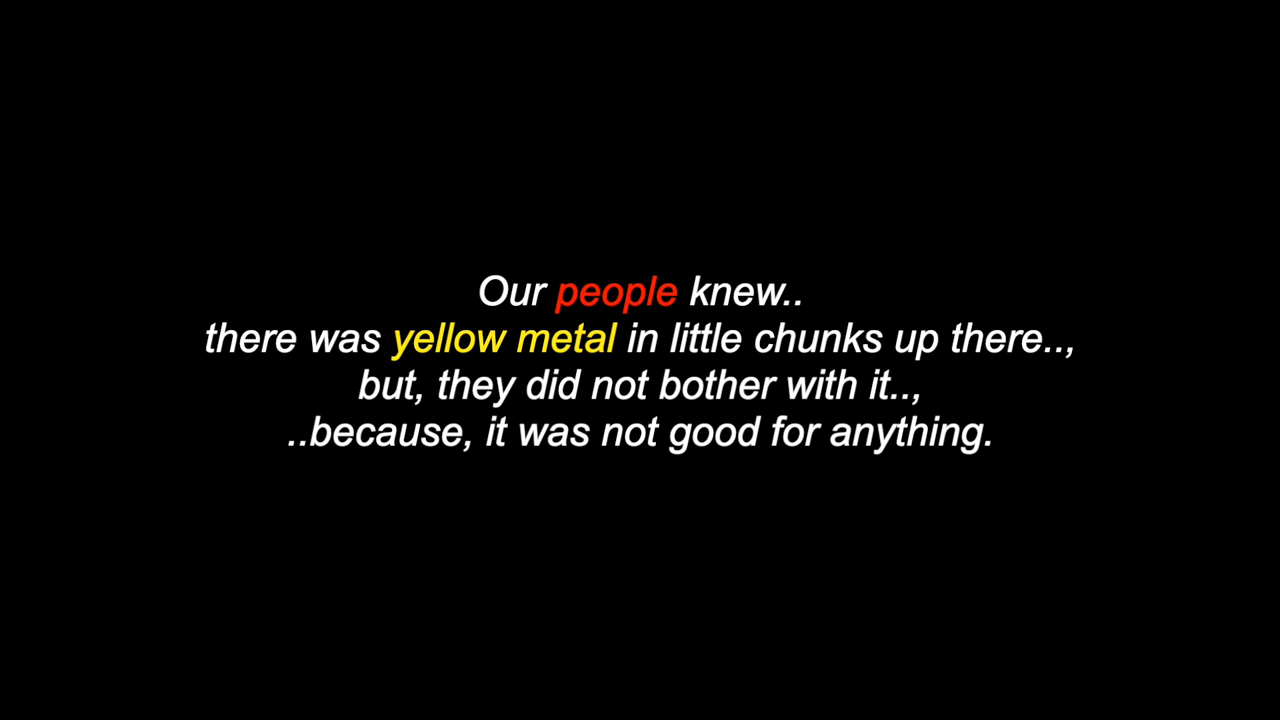 Our people knew..
there was yellow metal in little chunks up there..,
but, they did not bother with it..,
..because, it was not good for anything.